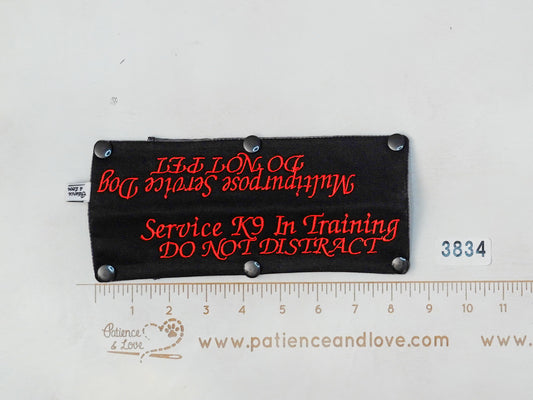 Multipurpose Service Dog
DO NOT PET
Service K9 In Training
DO NOT DISTRACT
3834
1 2 3 4 5 6 7 8 9 10 11
Patience
& Love
www.patienceandlove.com
www.